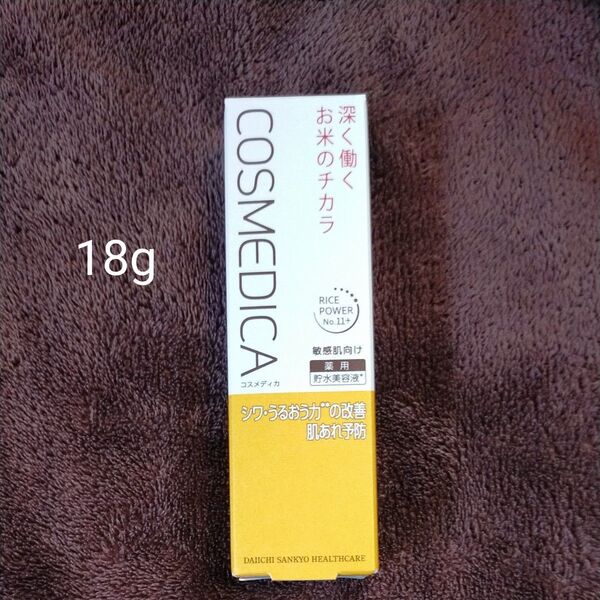 18g
深く働く
お米のチカラ
COSMEDICA
コスメディカ
RICE
POWER
No.11+
敏感肌向け
薬用
貯水美容液*
シワ・うるおう力**の改善
肌あれ予防
DAIICHI SANKYO HEALTHCARE